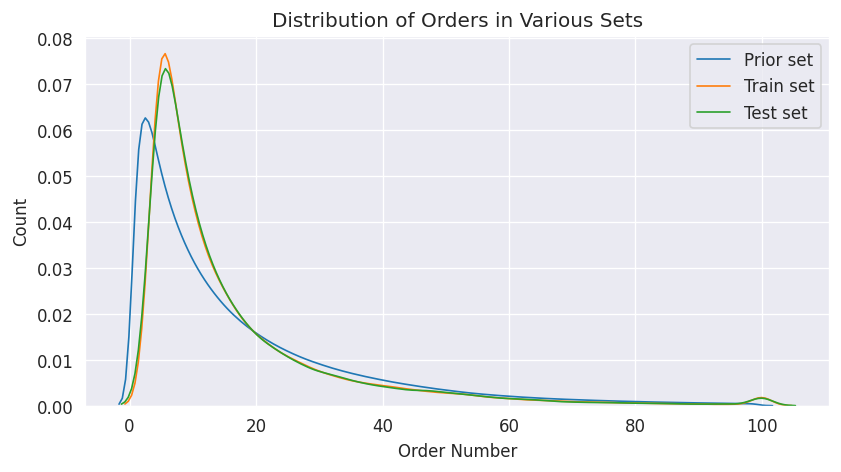 Distribution of Orders in Various Sets
0.08
0.07
0.06
0.05
0.04
0.03
0.02
0.01
0.00
Count
Prior set
Train set
Test set
0 20 40 60 80 100
Order Number